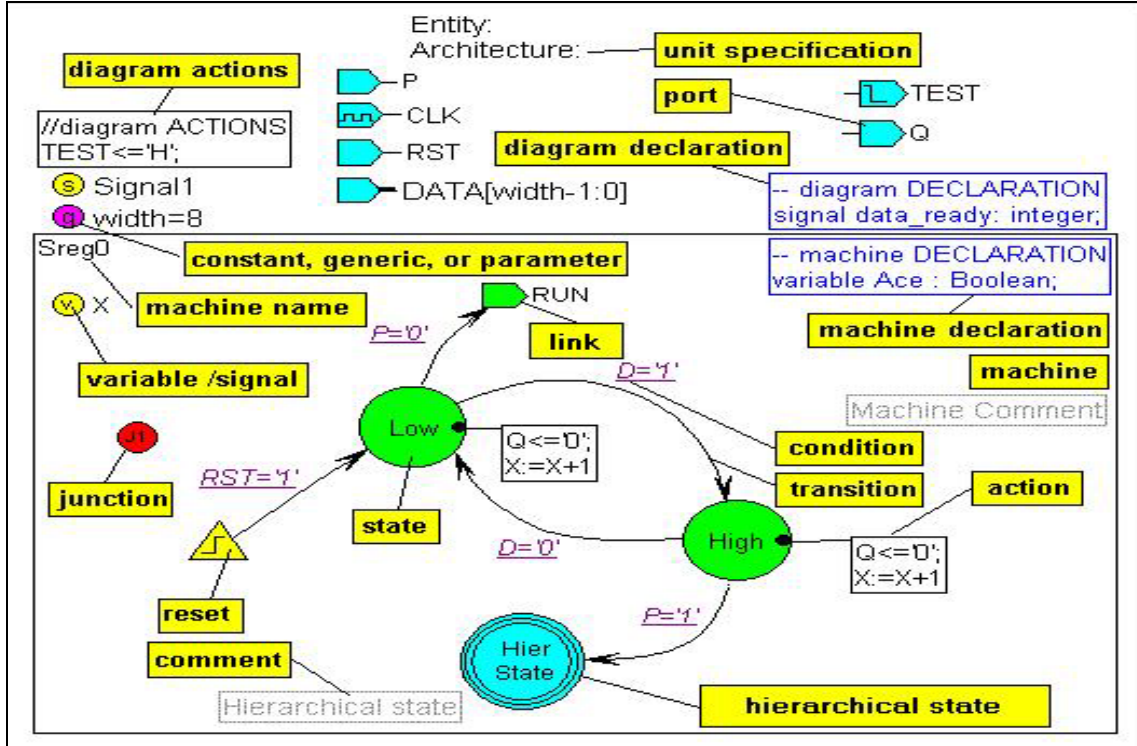 Entity:
Architecture:
unit specification
diagram actions
P
port
TEST
//diagram ACTIONS
TEST<='H';
CLK
Q
RST
diagram declaration
s Signal1
DATA[width-1:0]
-- diagram DECLARATION
signal data_ready: integer;
g width=8
Sreg0
constant, generic, or parameter
-- machine DECLARATION
variable Ace : Boolean;
v X
machine name
RUN
P='0'
link
machine declaration
variable /signal
D='1'
machine
Machine Comment
Low
Q<='0';
X:=X+1
condition
J1
RST='1'
junction
transition
action
state
D='0'
High
Q<='0';
X:=X+1
reset
P='1'
comment
Hier
State
Hierarchical state
hierarchical state